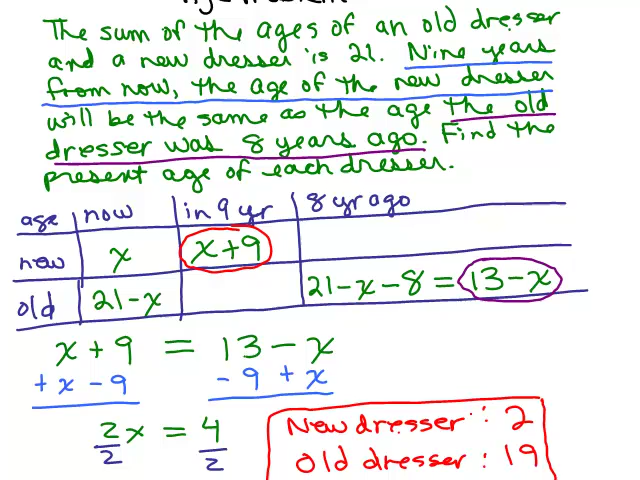 The sum of the ages of an old dresser
and a new dresser is 21. Nine years
from now, the age of the new dresser
will be the same as the age the old
dresser was 8 years ago. Find the
present age of each dresser.
age now in 9 yr 8 yr ago
new x x+9
old 21-x 21-x-8 = 13-x
x + 9 = 13 - x
+ x - 9 - 9 + x
2x = 4
2 2
New dresser: 2
Old dresser: 19